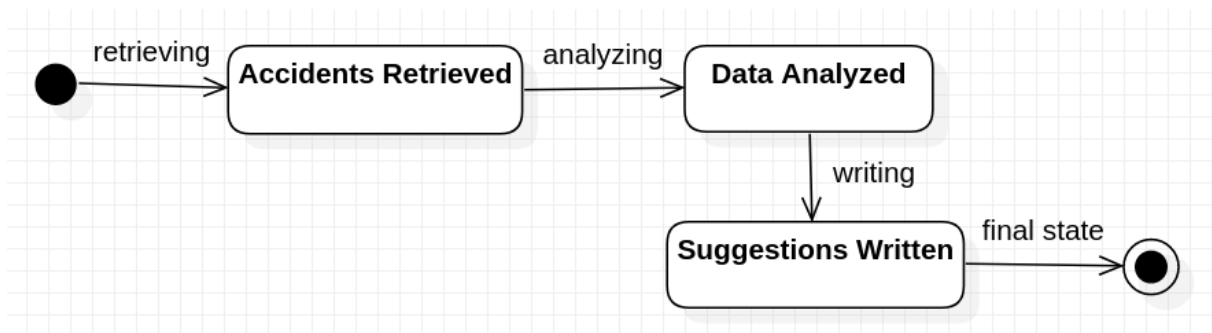 retrieving
Accidents Retrieved
analyzing
Data Analyzed
writing
Suggestions Written
final state